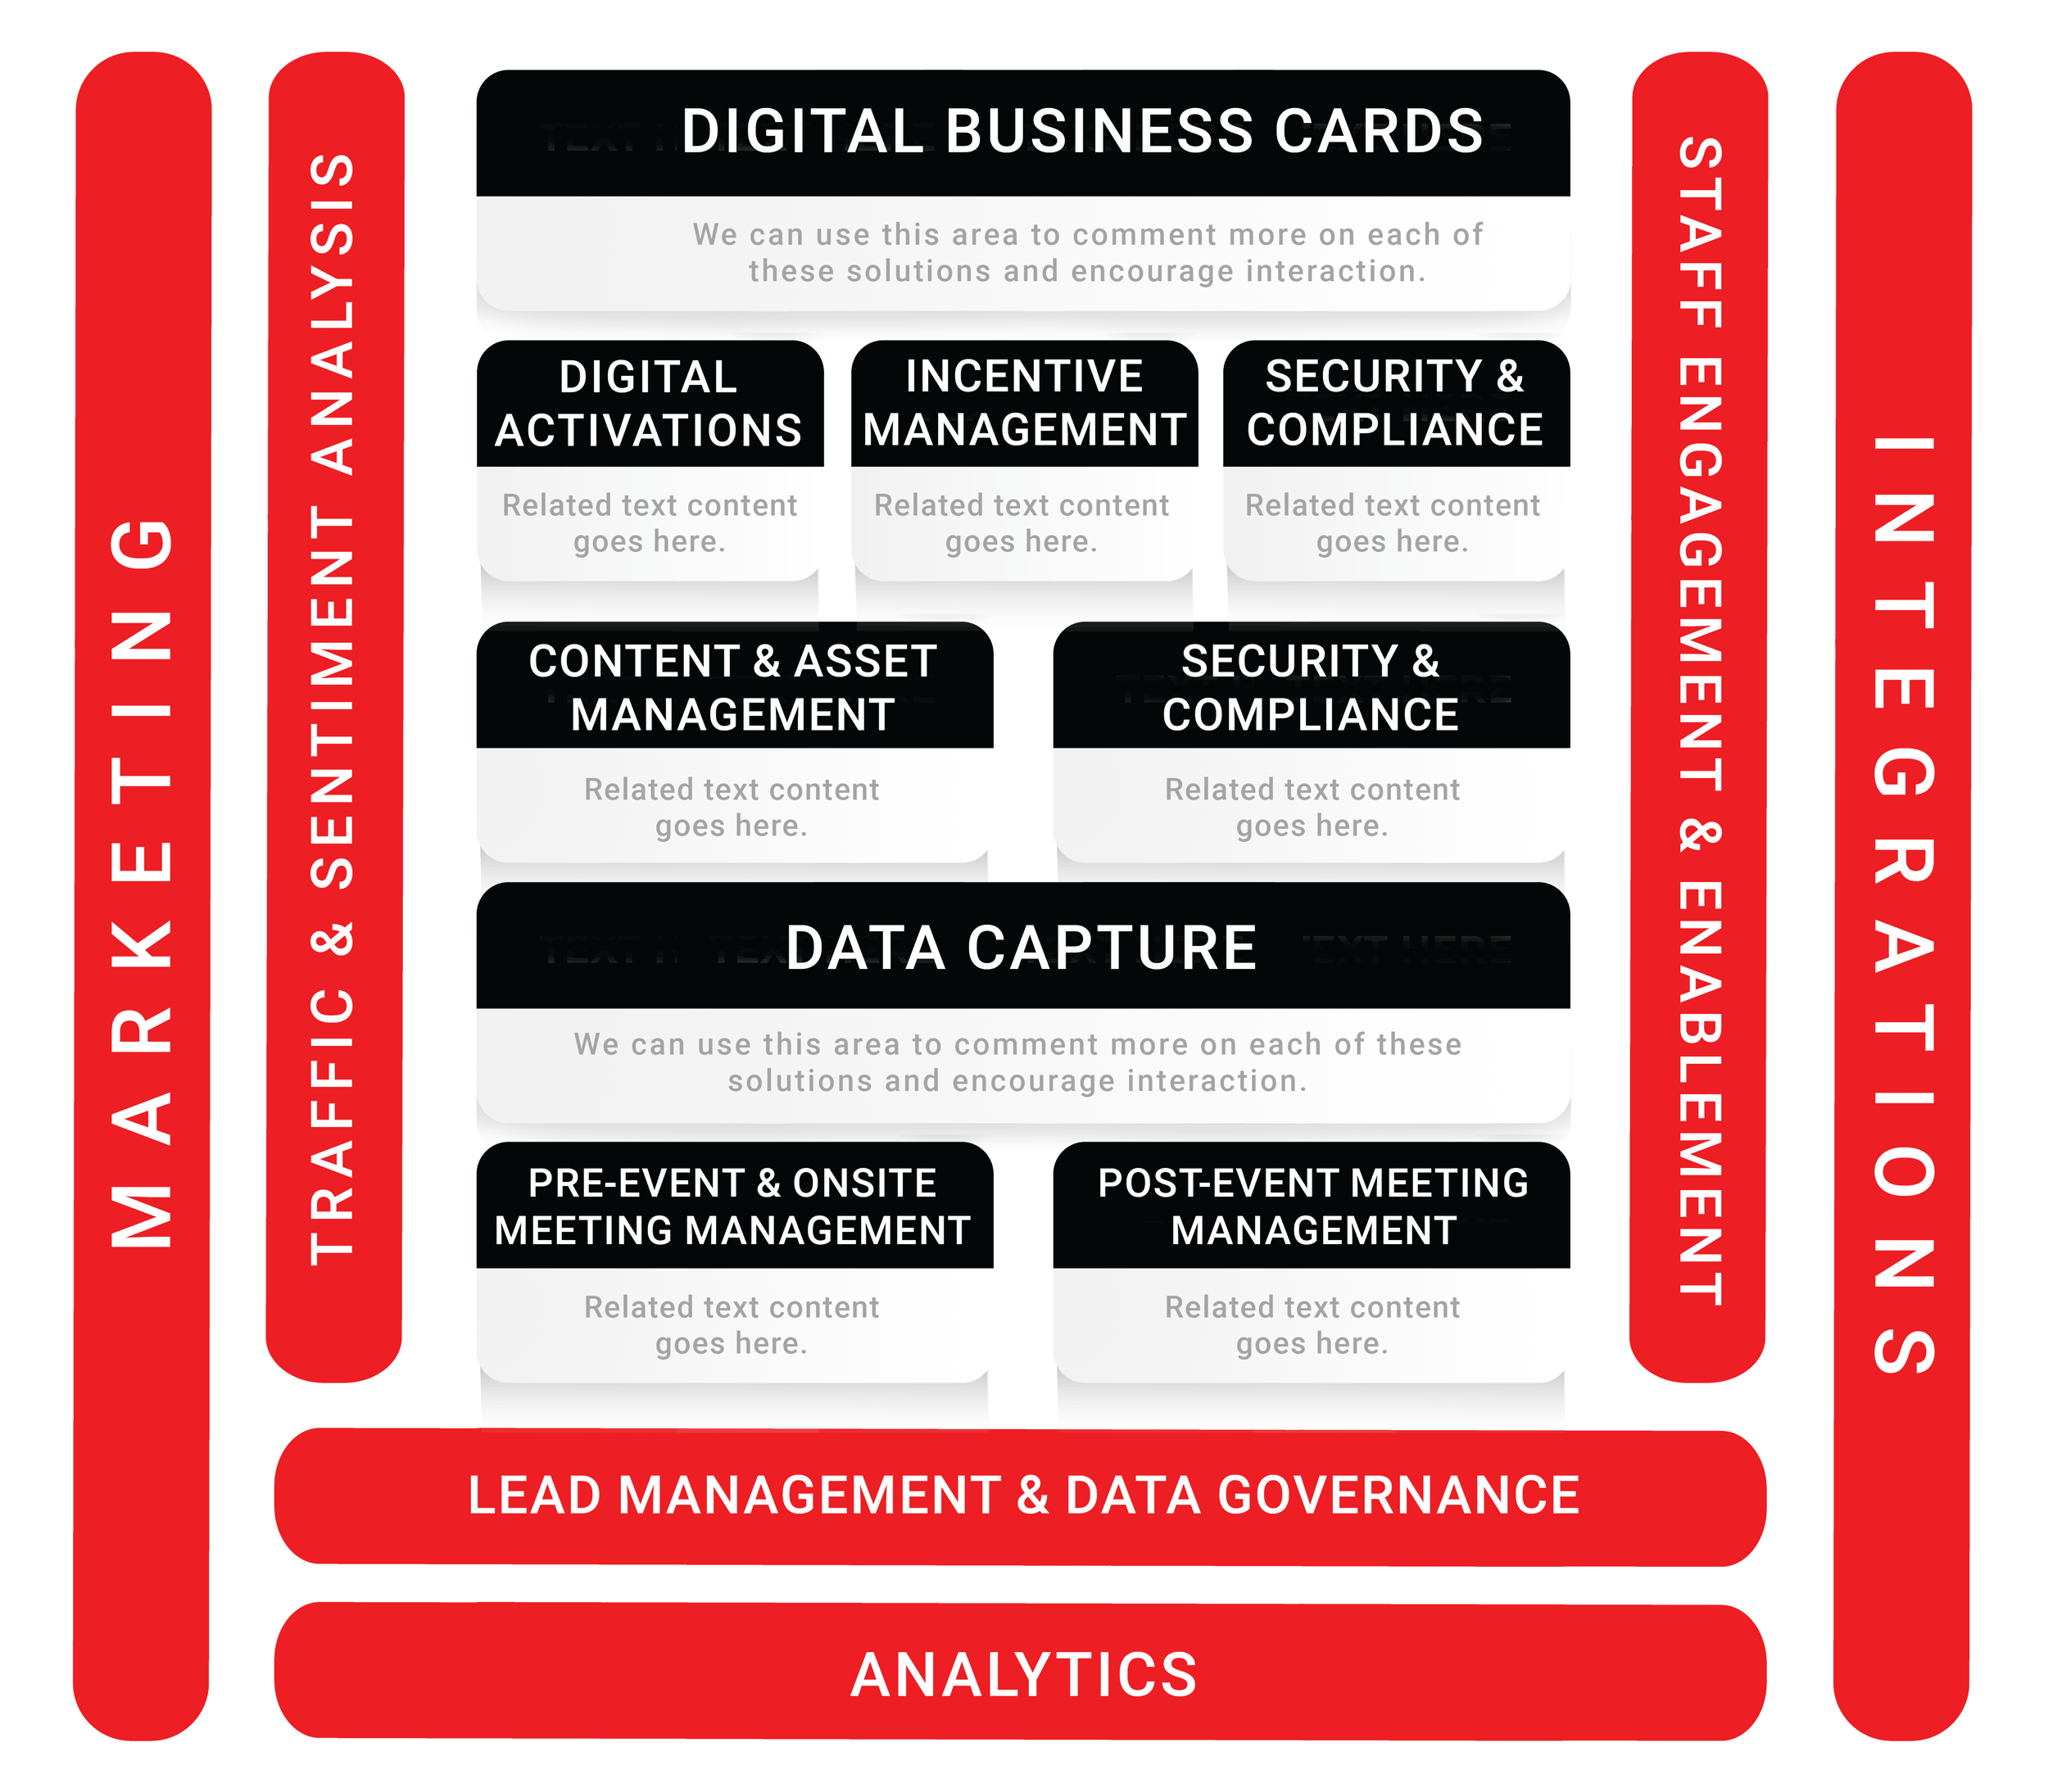 MARKETING
TRAFFIC & SENTIMENT ANALYSIS
DIGITAL BUSINESS CARDS
We can use this area to comment more on each of
these solutions and encourage interaction.
DIGITAL
ACTIVATIONS
Related text content
goes here.
INCENTIVE
MANAGEMENT
Related text content
goes here.
SECURITY &
COMPLIANCE
Related text content
goes here.
CONTENT & ASSET
MANAGEMENT
Related text content
goes here.
SECURITY &
COMPLIANCE
Related text content
goes here.
DATA CAPTURE
We can use this area to comment more on each of these
solutions and encourage interaction.
PRE-EVENT & ONSITE
MEETING MANAGEMENT
Related text content
goes here.
POST-EVENT MEETING
MANAGEMENT
Related text content
goes here.
STAFF ENGAGEMENT & ENABLEMENT
INTEGRATIONS
LEAD MANAGEMENT & DATA GOVERNANCE
ANALYTICS